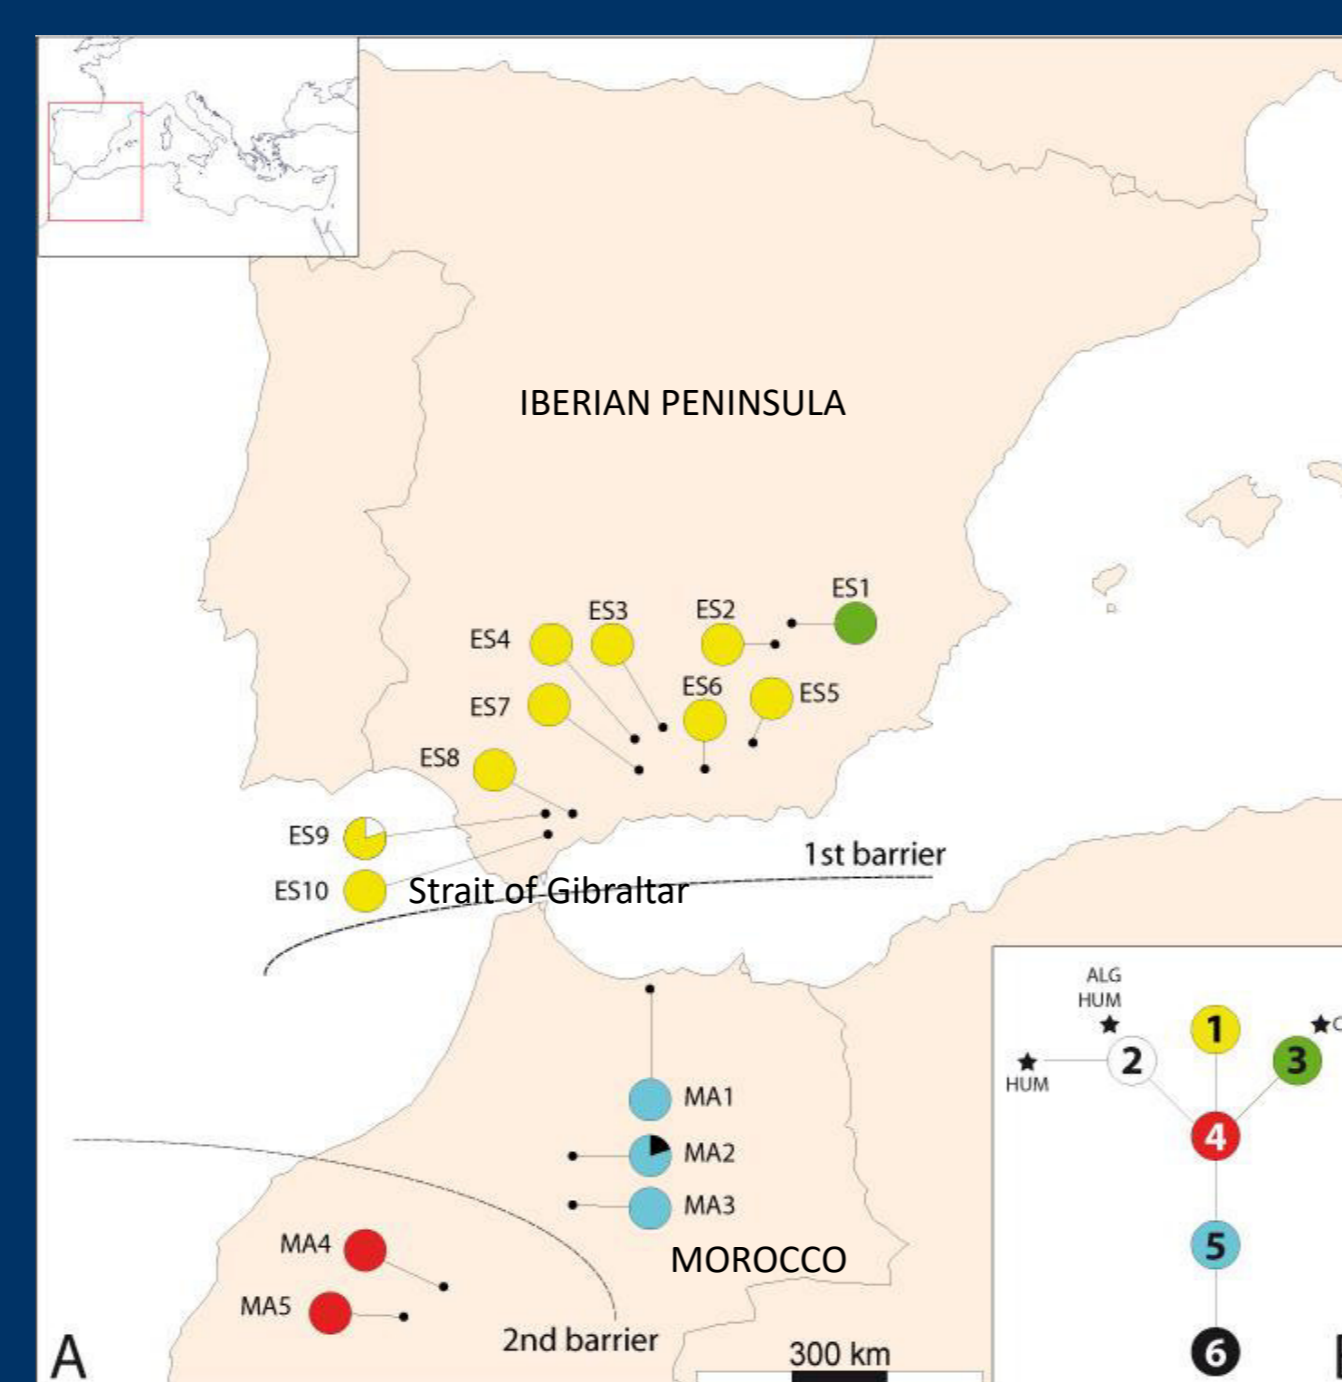 IBERIAN PENINSULA
ES1
ES3
ES2
ES4
ES6
ES5
ES7
ES8
ES9
1st barrier
ES10
Strait of Gibraltar
ALG
HUM
1
2
3
HUM
MA1
4
MA2
MA3
MA4
5
MOROCCO
MA5
2nd barrier
300 km
6
A